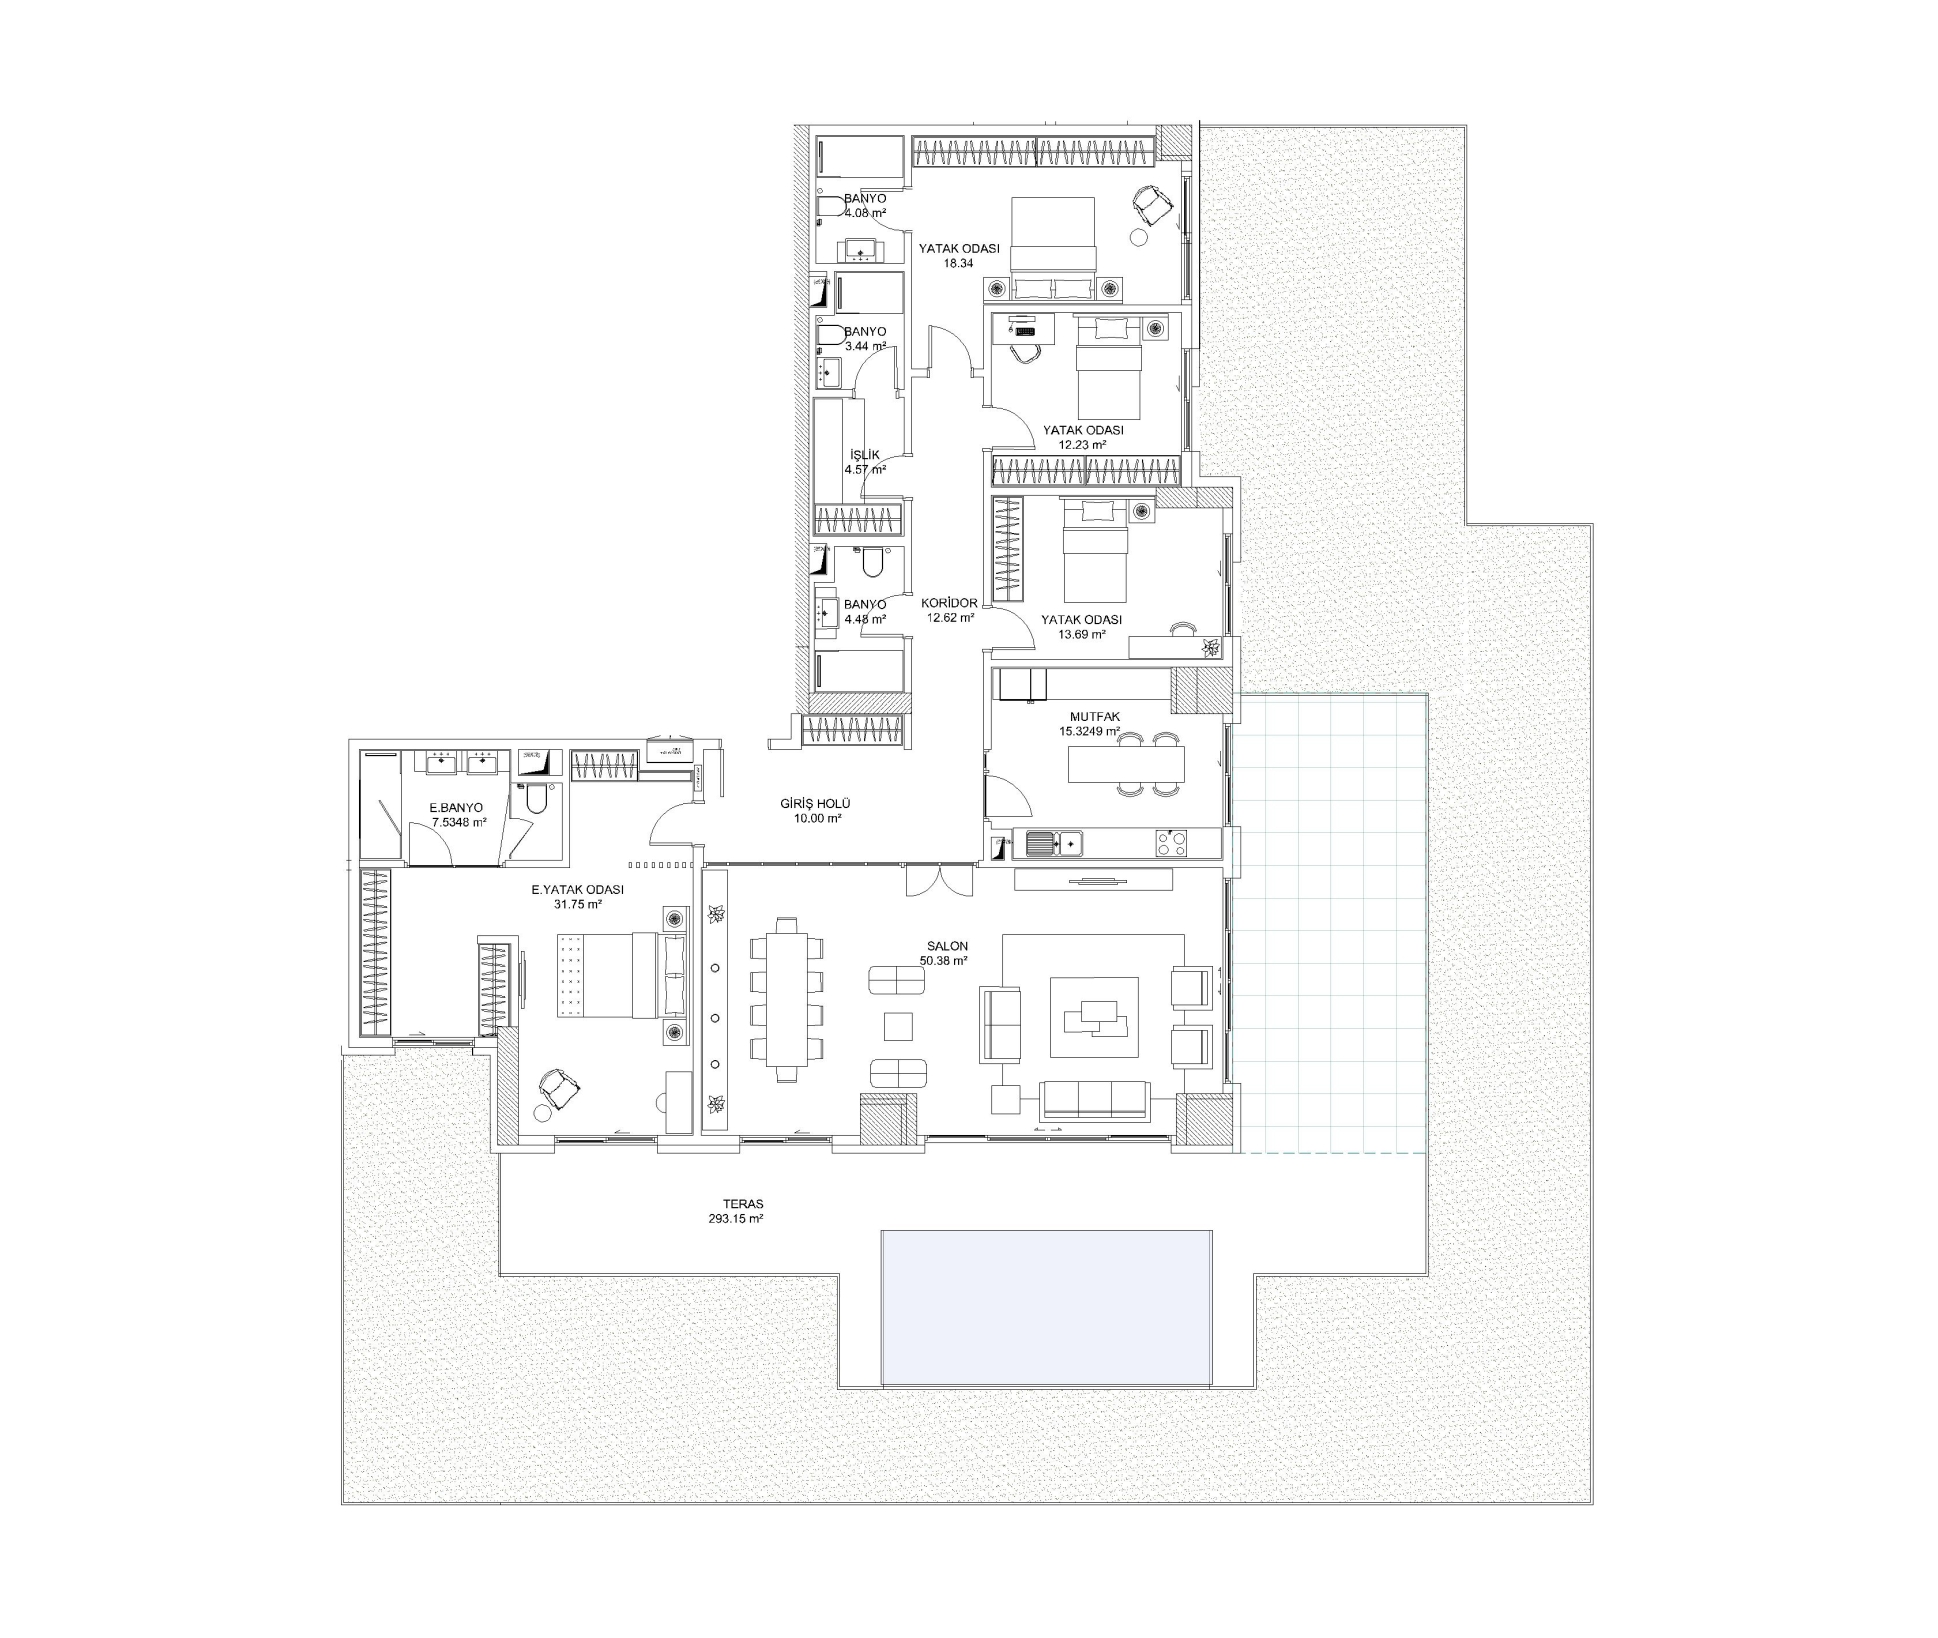 BANYO
4.08 m²
YATAK ODASI
18.34
BANYO
3.44 m²
YATAK ODASI
12.23 m²
İŞLİK
4.57 m²
BANYO
4.48 m²
KORİDOR
12.62 m²
YATAK ODASI
13.69 m²
MUTFAK
15.3249 m²
E.BANYO
7.5348 m²
GİRİŞ HOLÜ
10.00 m²
E.YATAK ODASI
31.75 m²
SALON
50.38 m²
TERAS
293.15 m²